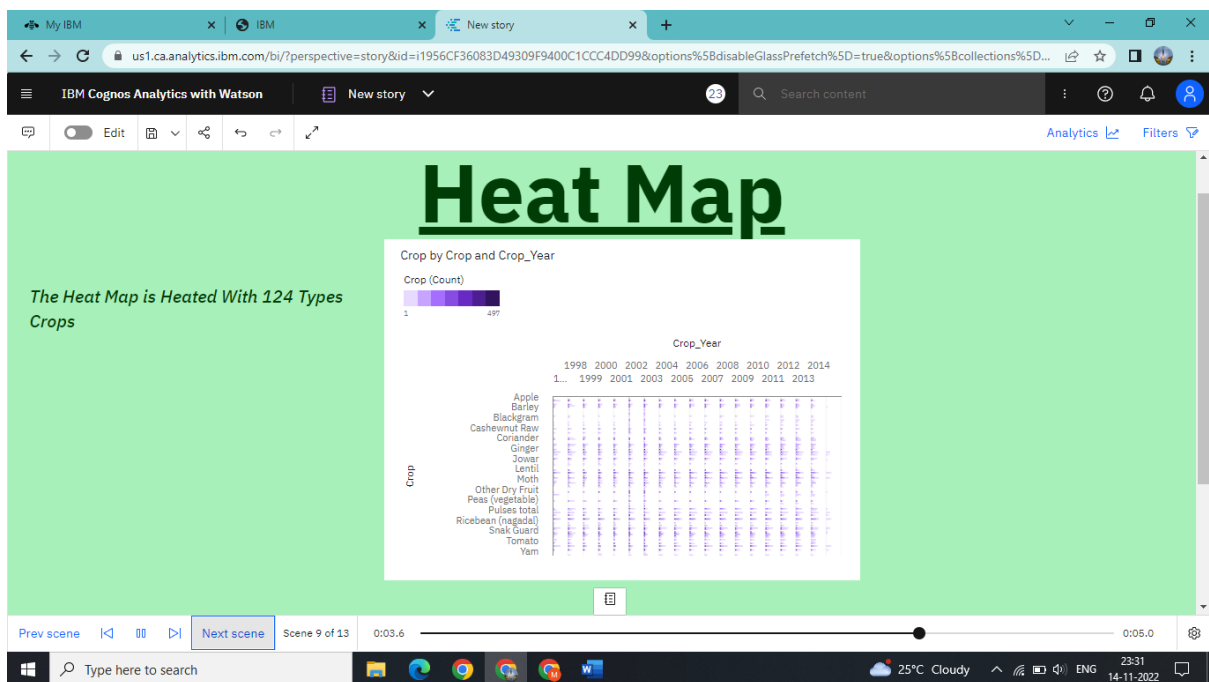 My IBM
IBM
New story
us1.ca.analytics.ibm.com/bi/?perspective=story&id=i1956CF36083D49309F9400C1CCC4DD99&options%5BdisableGlassPrefetch%5D=true&options%5Bcollections%5D...
IBM Cognos Analytics with Watson
New story
23
Search content
Edit
Analytics
Filters
Heat Map
The Heat Map is Heated With 124 Types
Crops
Crop by Crop and Crop_Year
Crop (Count)
1 497
Crop_Year
1998 2000 2002 2004 2006 2008 2010 2012 2014
1... 1999 2001 2003 2005 2007 2009 2011 2013
Crop
Apple
Barley
Blackgram
Cashewnut Raw
Coriander
Ginger
Jowar
Lentil
Moth
Other Dry Fruit
Peas (vegetable)
Pulses total
Ricebean (nagadal)
Snak Guard
Tomato
Yam
Prev scene
Next scene
Scene 9 of 13
0:03.6
0:05.0
Type here to search
25°C Cloudy
ENG
23:31
14-11-2022